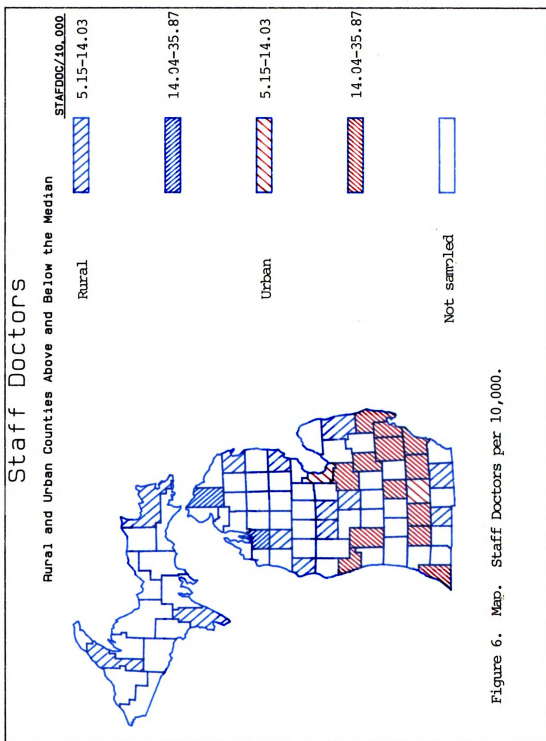 Staff Doctors
Rural and Urban Counties Above and Below the Median
STAFDOC/10,000
Rural
5.15-14.03
14.04-35.87
Urban
5.15-14.03
14.04-35.87
Not sampled
Figure 6. Map. Staff Doctors per 10,000.